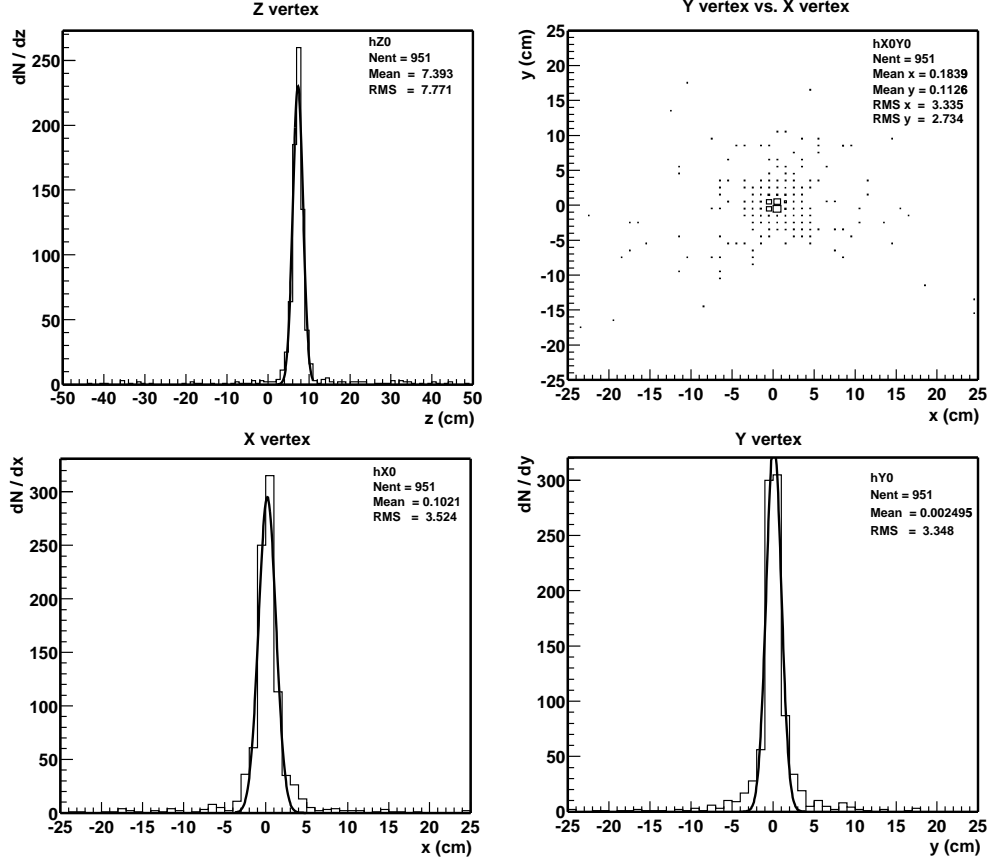 Z vertex
dN / dz
hZ0
Nent = 951
Mean = 7.393
RMS = 7.771
250
200
150
100
50
0
-50 -40 -30 -20 -10 0 10 20 30 40 50
z (cm)
Y vertex vs. X vertex
y (cm)
hX0Y0
Nent = 951
Mean x = 0.1839
Mean y = 0.1126
RMS x = 3.335
RMS y = 2.734
25
20
15
10
5
0
-5
-10
-15
-20
-25
-25 -20 -15 -10 -5 0 5 10 15 20 25
x (cm)
X vertex
dN / dx
hX0
Nent = 951
Mean = 0.1021
RMS = 3.524
300
250
200
150
100
50
0
-25 -20 -15 -10 -5 0 5 10 15 20 25
x (cm)
Y vertex
dN / dy
hY0
Nent = 951
Mean = 0.002495
RMS = 3.348
300
250
200
150
100
50
0
-25 -20 -15 -10 -5 0 5 10 15 20 25
y (cm)